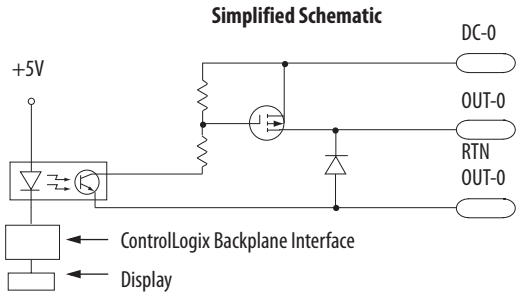 Simplified Schematic
DC-0
+5V
OUT-0
RTN
OUT-0
ControlLogix Backplane Interface
Display